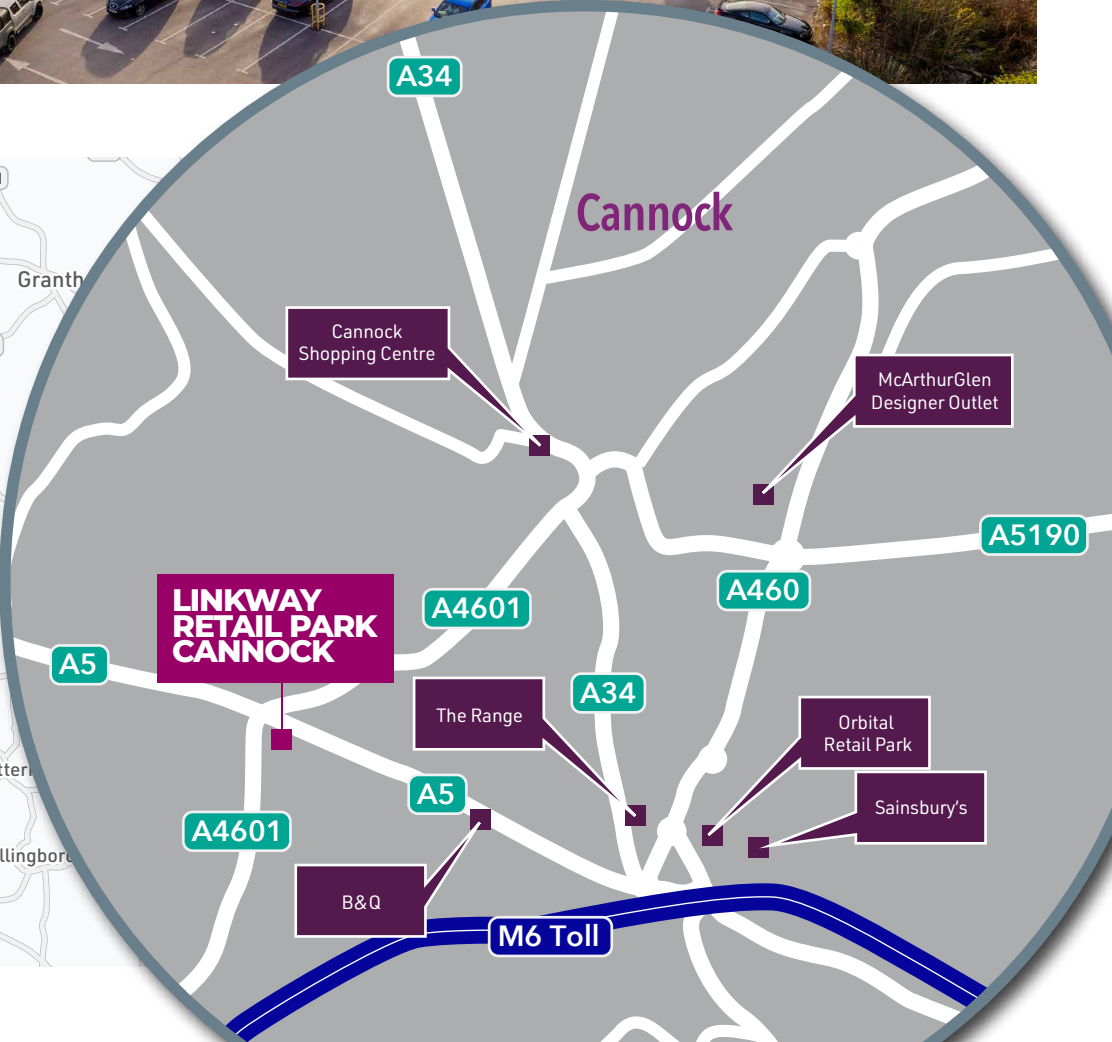 A34
Cannock
Granth
Cannock
Shopping Centre
McArthurGlen
Designer Outlet
A5190
A460
LINKWAY
RETAIL PARK
CANNOCK
A4601
A5
A34
The Range
Orbital
Retail Park
A5
Sainsbury's
A4601
llingboro
B&Q
M6 Toll